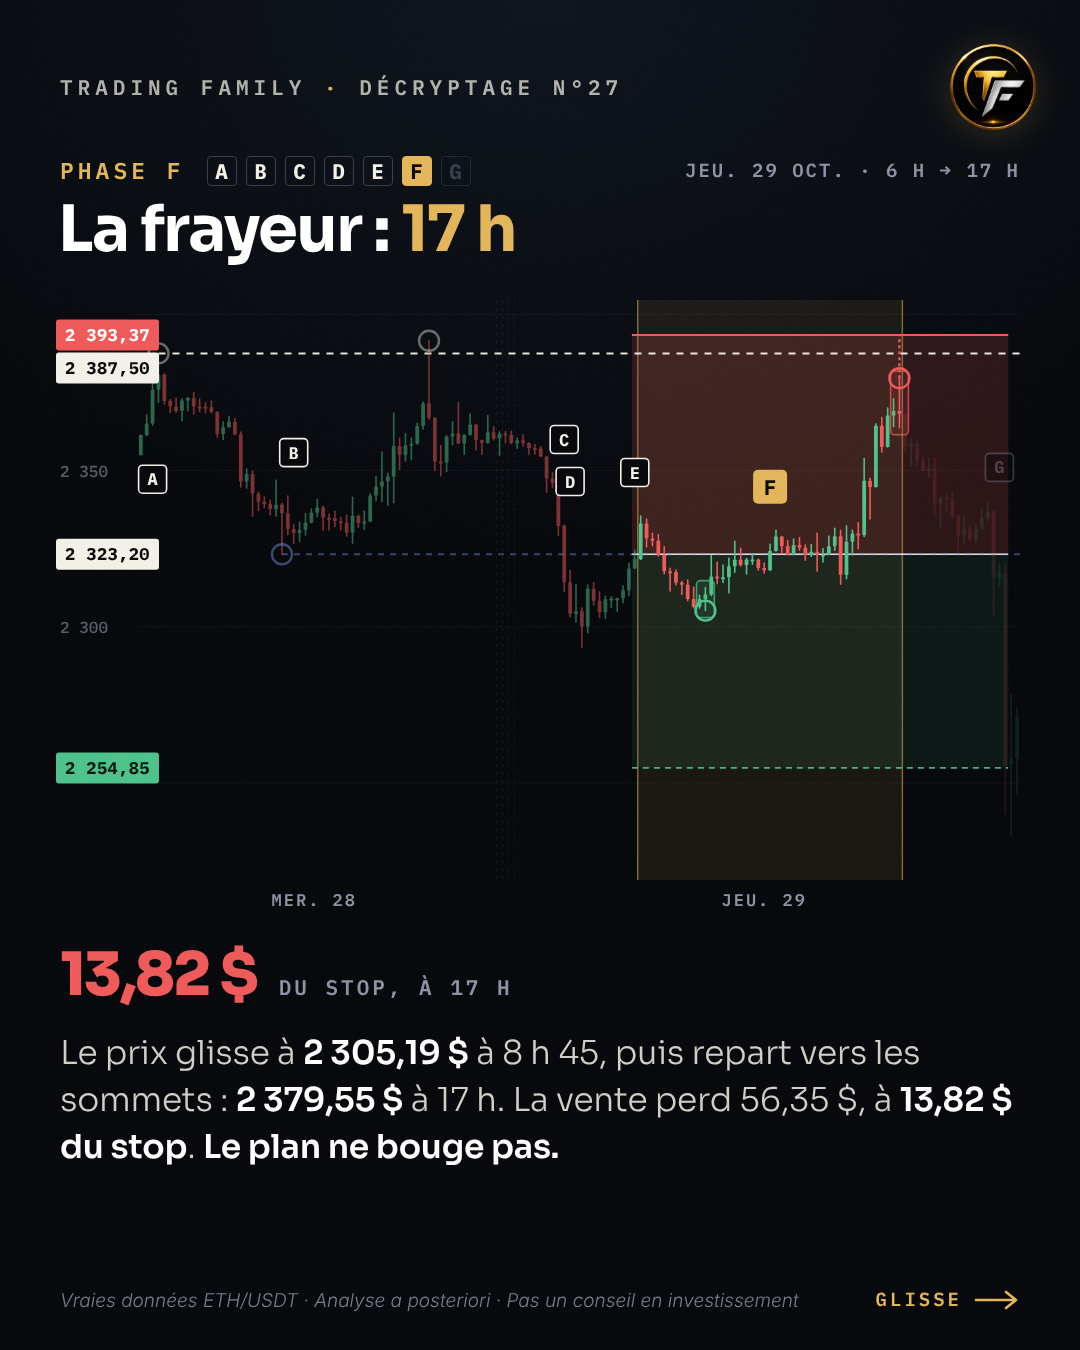 TRADING FAMILY · DÉCRYPTAGE N°27
TF
PHASE F A B C D E F G
JEU. 29 OCT. · 6 H → 17 H
La frayeur : 17 h
2 393,37
2 387,50
2 350
2 323,20
2 300
2 254,85
A
B
C
D
E
F
G
MER. 28
JEU. 29
13,82 $ DU STOP, À 17 H
Le prix glisse à 2 305,19 $ à 8 h 45, puis repart vers les
sommets : 2 379,55 $ à 17 h. La vente perd 56,35 $, à 13,82 $
du stop. Le plan ne bouge pas.
Vraies données ETH/USDT · Analyse a posteriori · Pas un conseil en investissement
GLISSE →